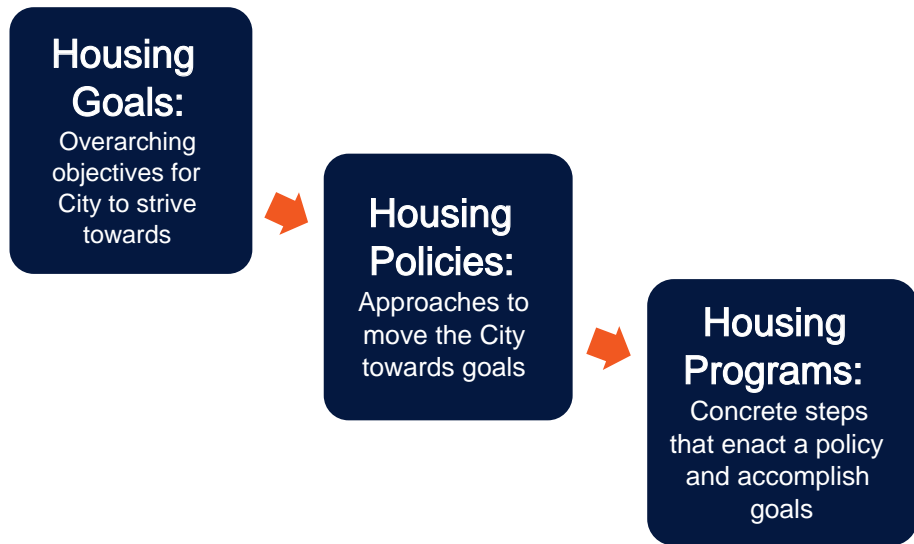 Housing
Goals:
Overarching
objectives for
City to strive
towards
Housing
Policies:
Approaches to
move the City
towards goals
Housing
Programs:
Concrete steps
that enact a policy
and accomplish
goals